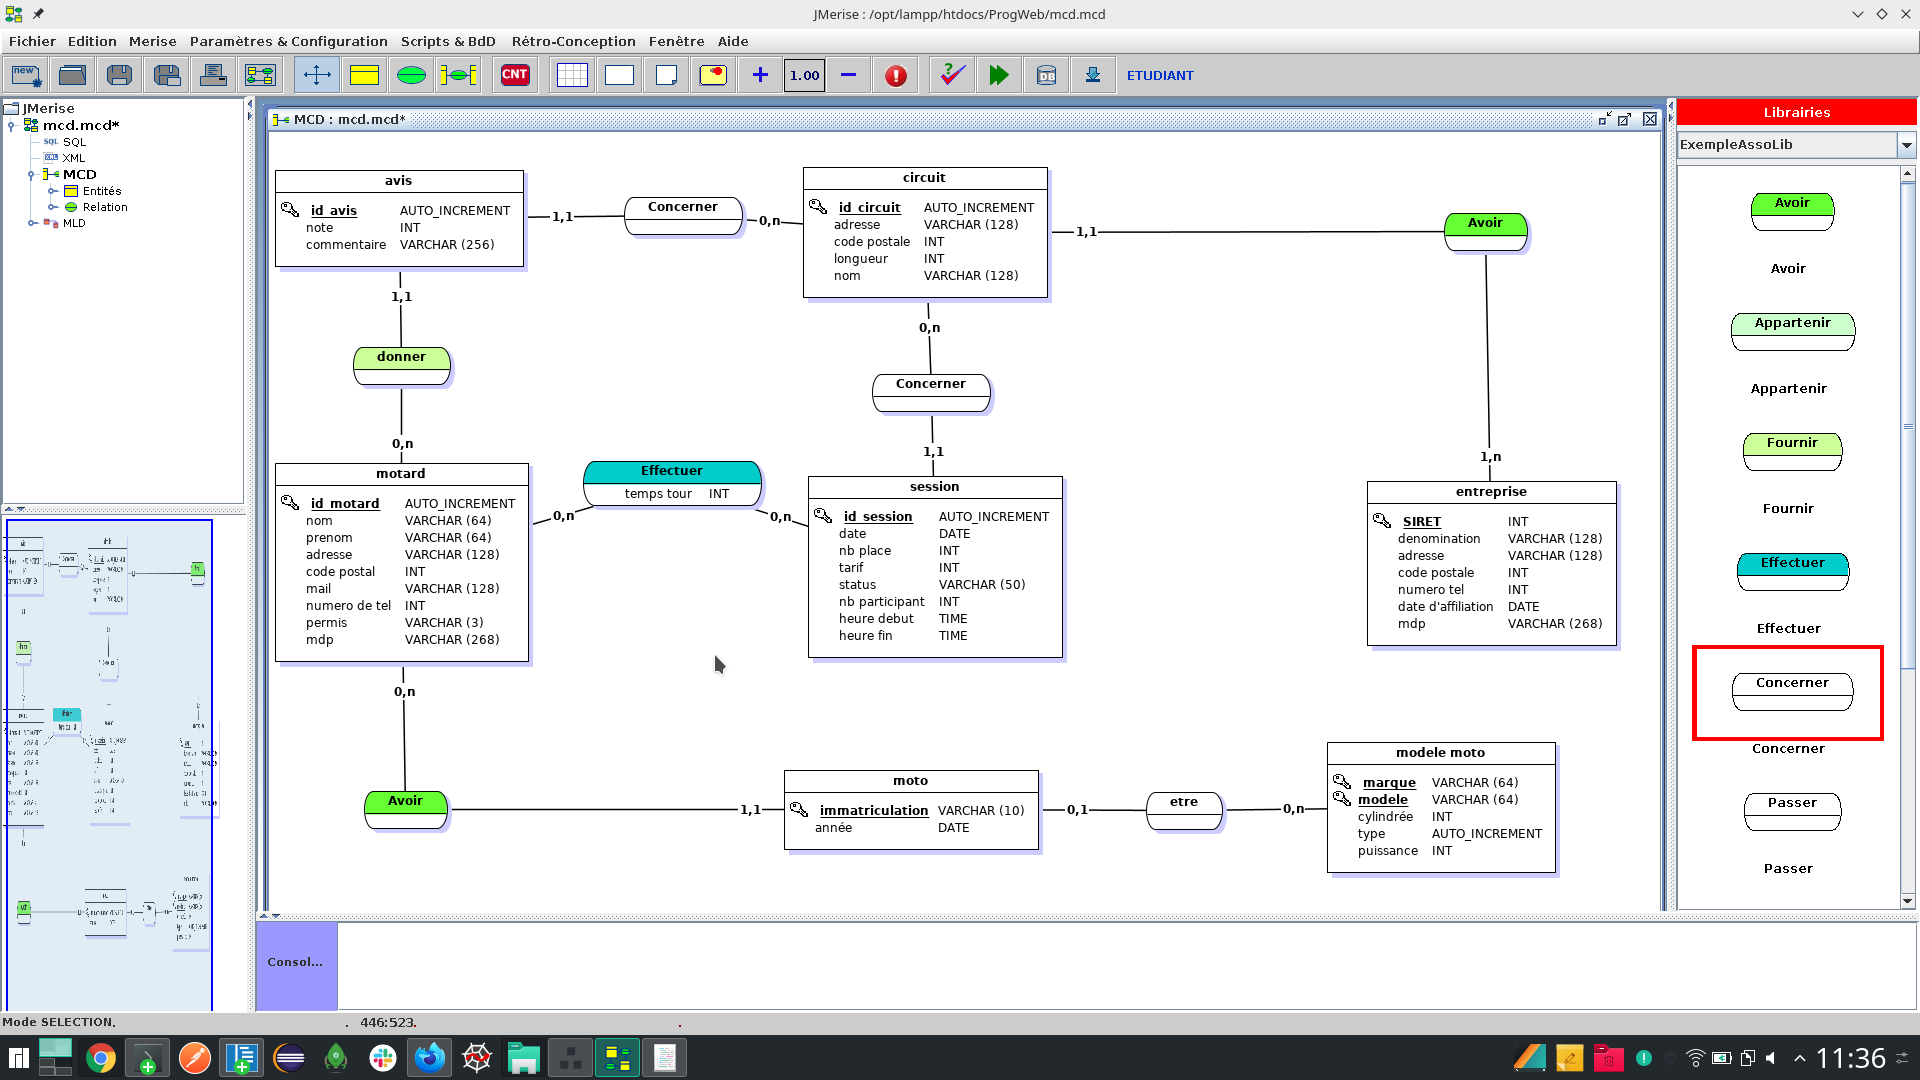 JMerise : /opt/lampp/htdocs/ProgWeb/mcd.mcd
Fichier Edition Merise Paramètres & Configuration Scripts & BdD Rétro-Conception Fenêtre Aide
new CNT 1.00 DB ETUDIANT
JMerise
mcd.mcd*
SQL SQL
XML
MCD
Entités
Relation
MLD
MCD : mcd.mcd*
avis
id_avis AUTO_INCREMENT
note INT
commentaire VARCHAR (256)
1,1
Concerner
0,n
circuit
id_circuit AUTO_INCREMENT
adresse VARCHAR (128)
code postale INT
longueur INT
nom VARCHAR (128)
1,1
Avoir
1,1
donner
0,n
0,n
Concerner
1,1
1,n
motard
id_motard AUTO_INCREMENT
nom VARCHAR (64)
prenom VARCHAR (64)
adresse VARCHAR (128)
code postal INT
mail VARCHAR (128)
numero de tel INT
permis VARCHAR (3)
mdp VARCHAR (268)
0,n
Effectuer
temps tour INT
0,n
session
id_session AUTO_INCREMENT
date DATE
nb place INT
tarif INT
status VARCHAR (50)
nb participant INT
heure debut TIME
heure fin TIME
entreprise
SIRET INT
denomination VARCHAR (128)
adresse VARCHAR (128)
code postale INT
numero tel INT
date d'affiliation DATE
mdp VARCHAR (268)
0,n
Avoir
1,1
moto
immatriculation VARCHAR (10)
année DATE
0,1
etre
0,n
modele moto
marque VARCHAR (64)
modele VARCHAR (64)
cylindrée INT
type AUTO_INCREMENT
puissance INT
Librairies
ExempleAssoLib
Avoir
Avoir
Appartenir
Appartenir
Fournir
Fournir
Effectuer
Effectuer
Concerner
Concerner
Passer
Passer
Consol...
Mode SELECTION. . 446:523. .
11:36